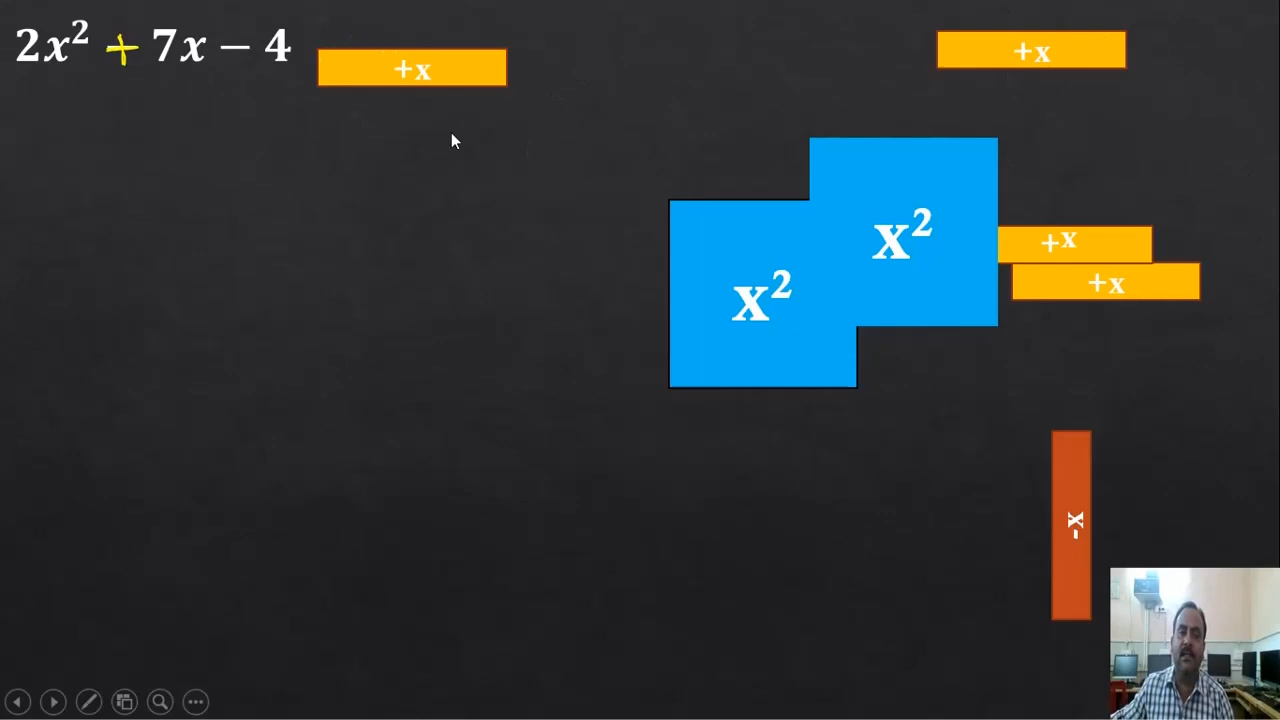 2x² + 7x − 4
+x
+x
x²
x²
+x
+x
-x